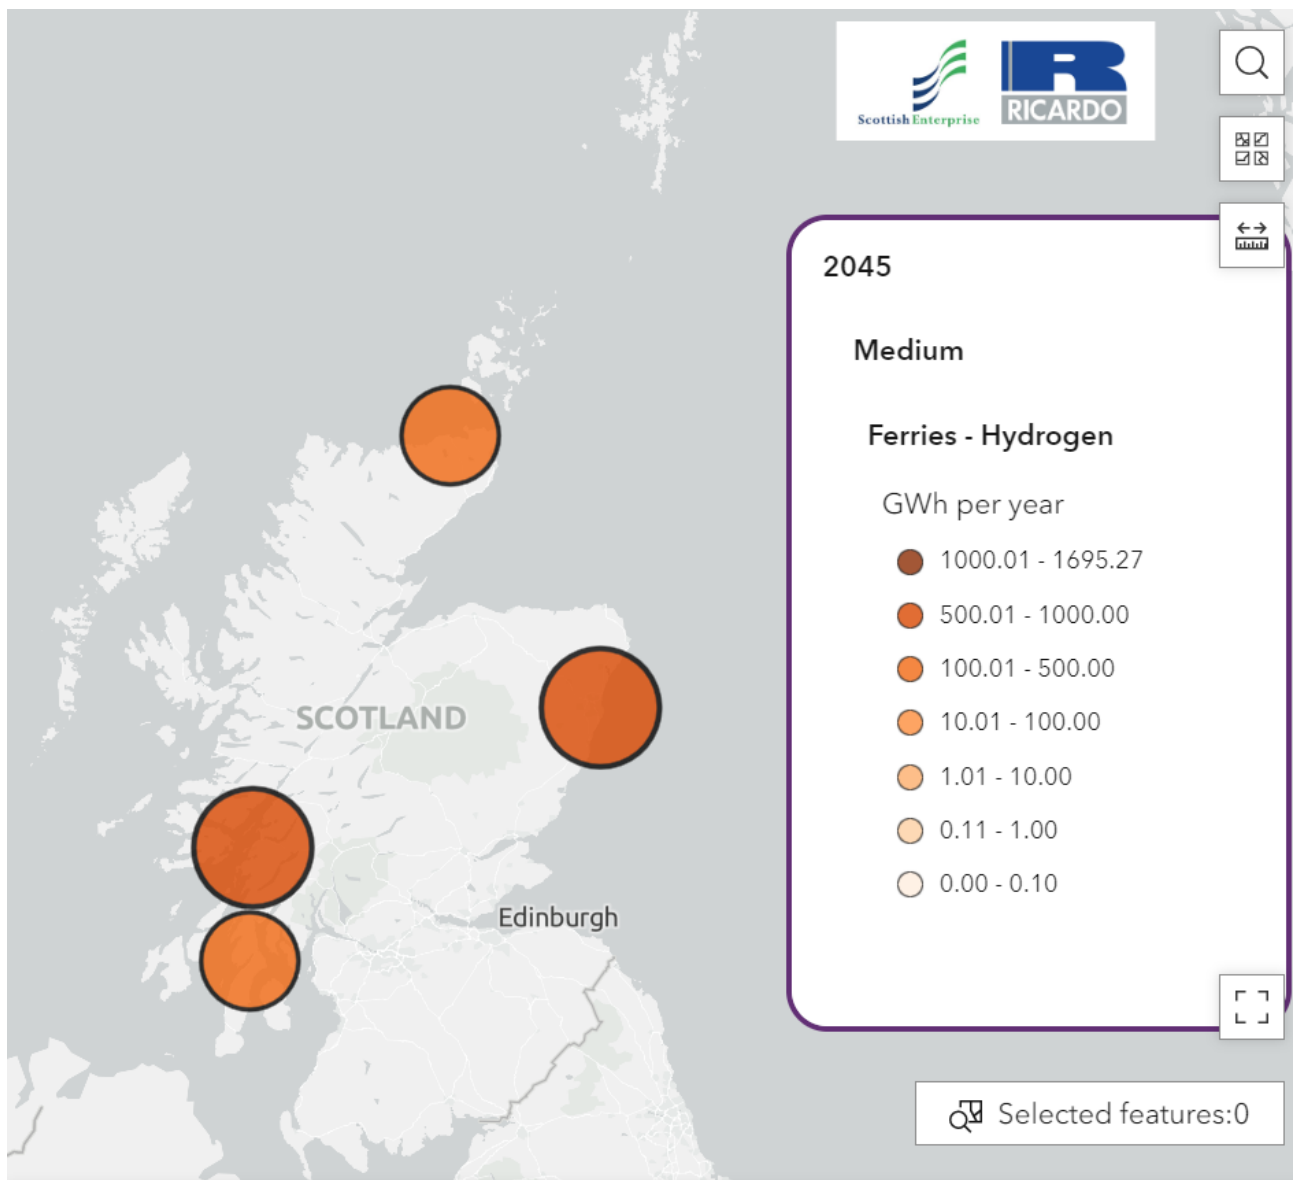 Scottish Enterprise
RICARDO
2045
Medium
Ferries - Hydrogen
GWh per year
1000.01 - 1695.27
500.01 - 1000.00
100.01 - 500.00
10.01 - 100.00
1.01 - 10.00
0.11 - 1.00
0.00 - 0.10
SCOTLAND
Edinburgh
Selected features:0